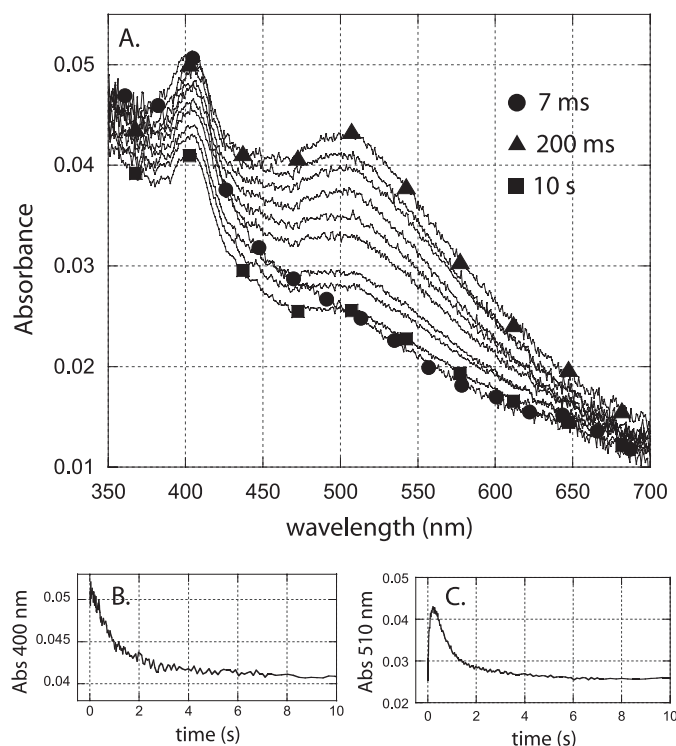 A.
Absorbance
0.05
0.04
0.03
0.02
0.01
7 ms
200 ms
10 s
350 400 450 500 550 600 650 700
wavelength (nm)
B.
Abs 400 nm
0.05
0.045
0.04
0 2 4 6 8 10
time (s)
C.
Abs 510 nm
0.05
0.04
0.03
0.02
0 2 4 6 8 10
time (s)